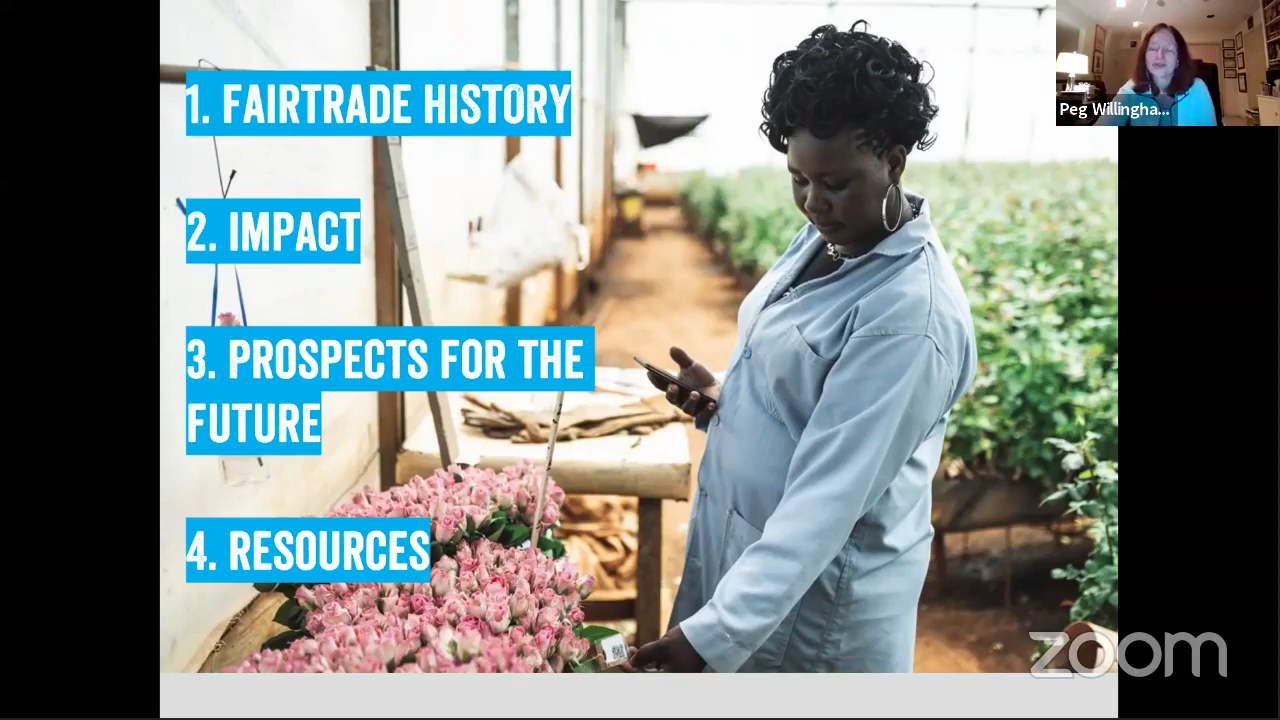 1. FAIRTRADE HISTORY
2. IMPACT
3. PROSPECTS FOR THE
FUTURE
4. RESOURCES
Peg Willingha...
zoom